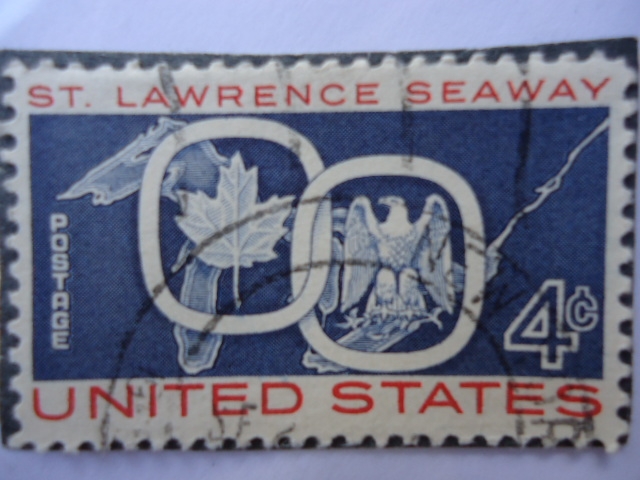 ST. LAWRENCE SEAWAY
POSTAGE
4¢
UNITED STATES